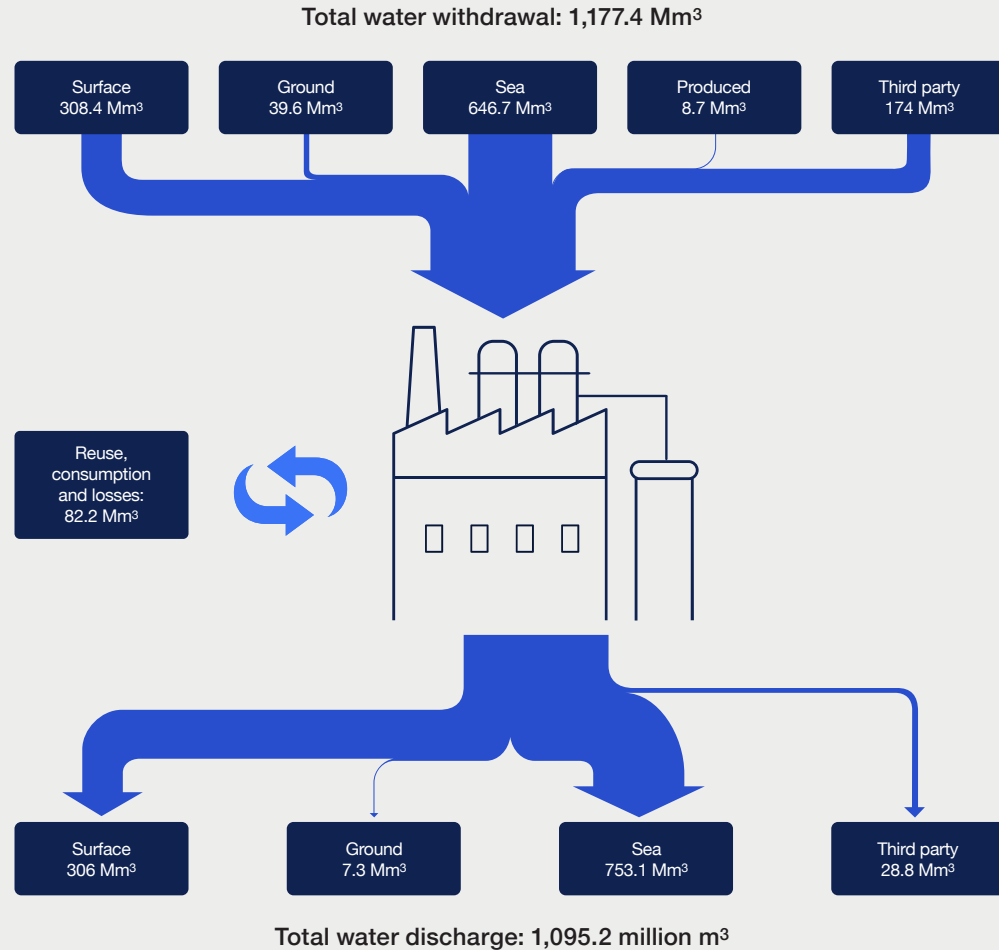 Total water withdrawal: 1,177.4 Mm³
Surface
308.4 Mm³
Ground
39.6 Mm³
Sea
646.7 Mm³
Produced
8.7 Mm³
Third party
174 Mm³
Reuse,
consumption
and losses:
82.2 Mm³
Surface
306 Mm³
Ground
7.3 Mm³
Sea
753.1 Mm³
Third party
28.8 Mm³
Total water discharge: 1,095.2 million m³